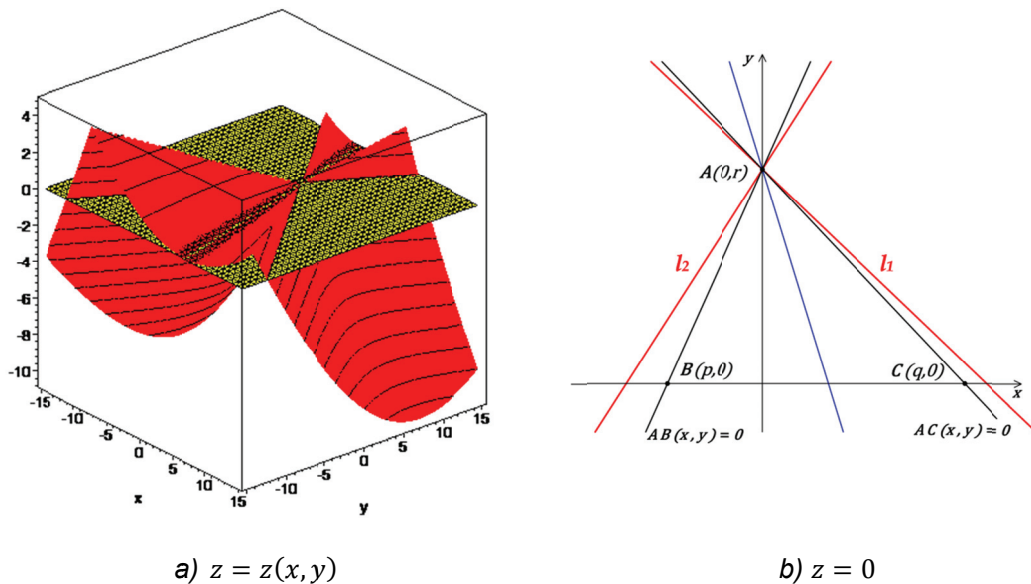 4
2
0
-2
-4
-6
-8
-10
-15
-10
-5
0
5
10
15
x
-10
-5
0
5
10
15
y
a) z = z(x, y)
y
A(0,r)
l2
l1
B(p,0)
C(q,0)
x
AB(x,y)=0
AC(x,y)=0
b) z = 0